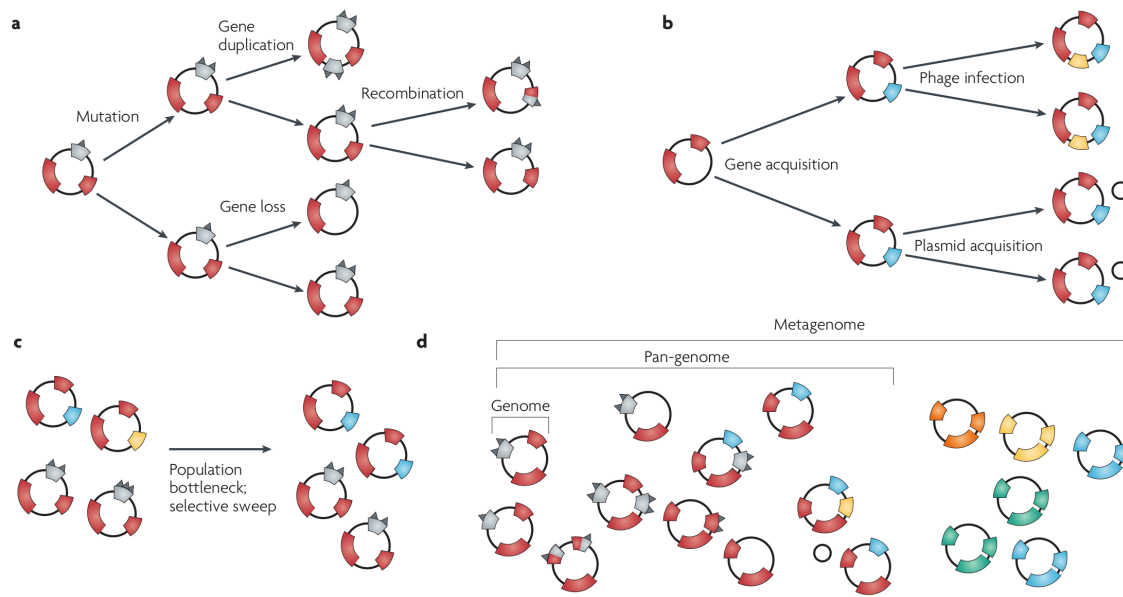 a
Gene
duplication
Mutation
Recombination
Gene loss
b
Phage infection
Gene acquisition
Plasmid acquisition
c
Population
bottleneck;
selective sweep
d
Metagenome
Pan-genome
Genome